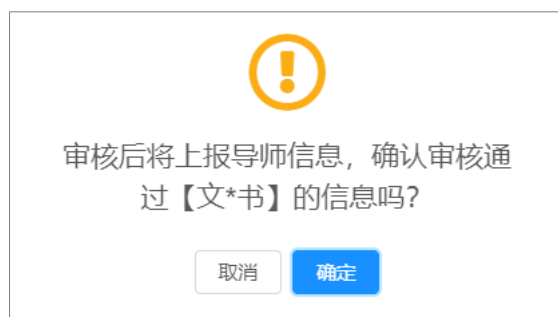 审核后将上报导师信息，确认审核通
过【文*书】的信息吗？
取消 确定